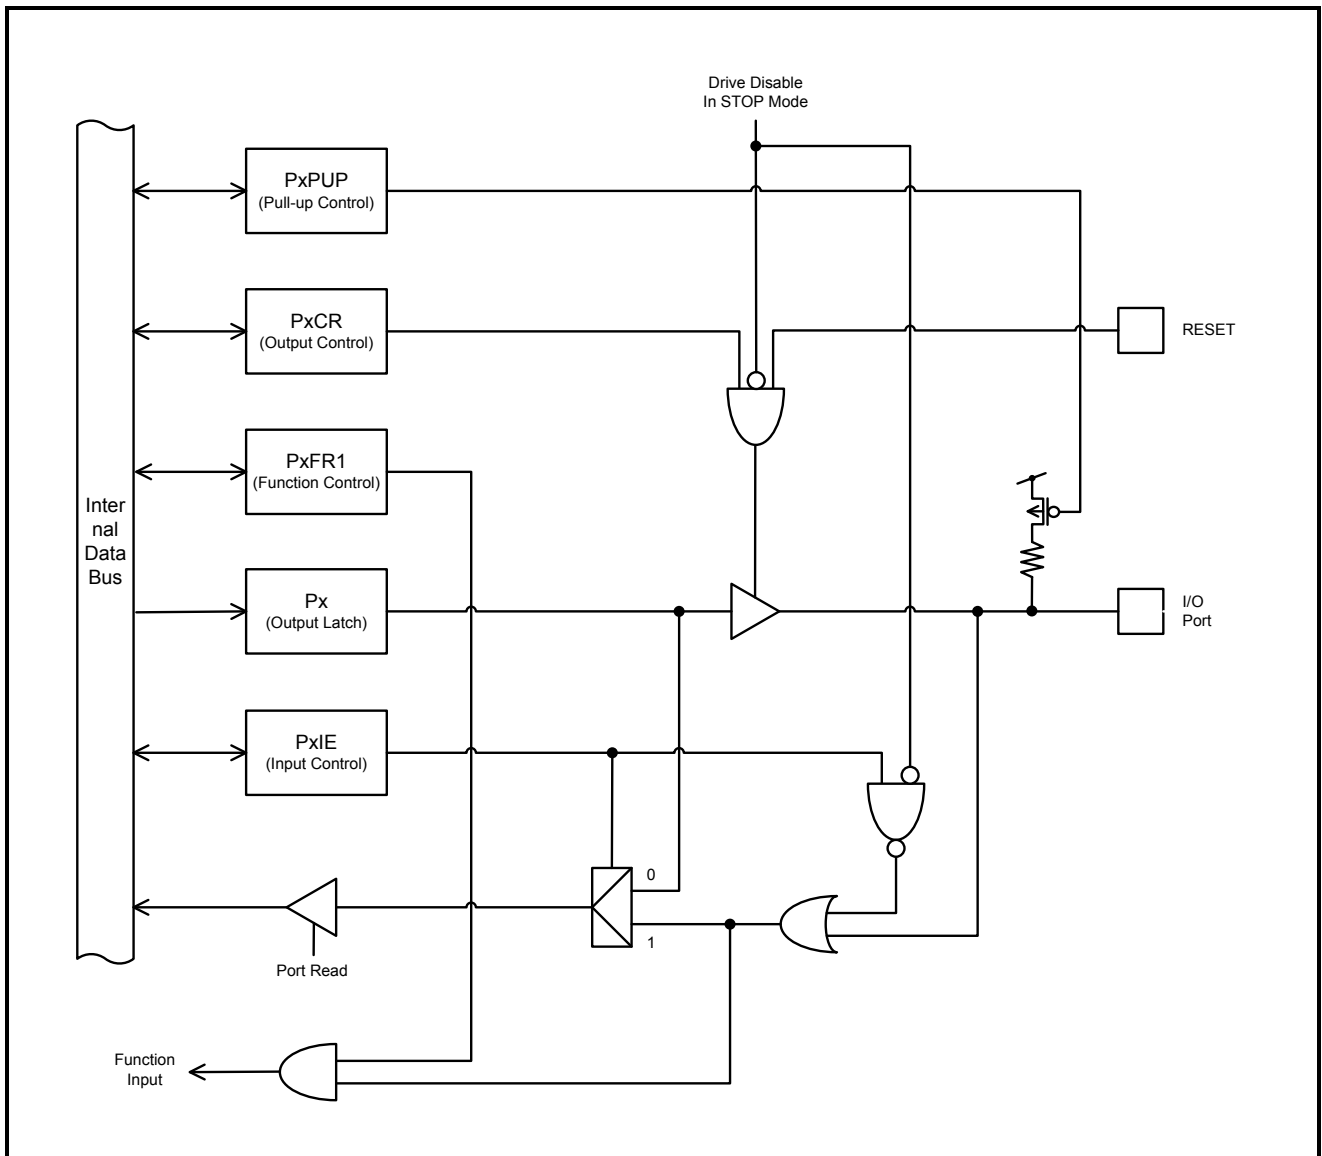 Drive Disable
In STOP Mode
PxPUP
(Pull-up Control)
PxCR
(Output Control)
RESET
PxFR1
(Function Control)
Inter
nal
Data
Bus
Px
(Output Latch)
I/O
Port
PxIE
(Input Control)
0
1
Port Read
Function
Input